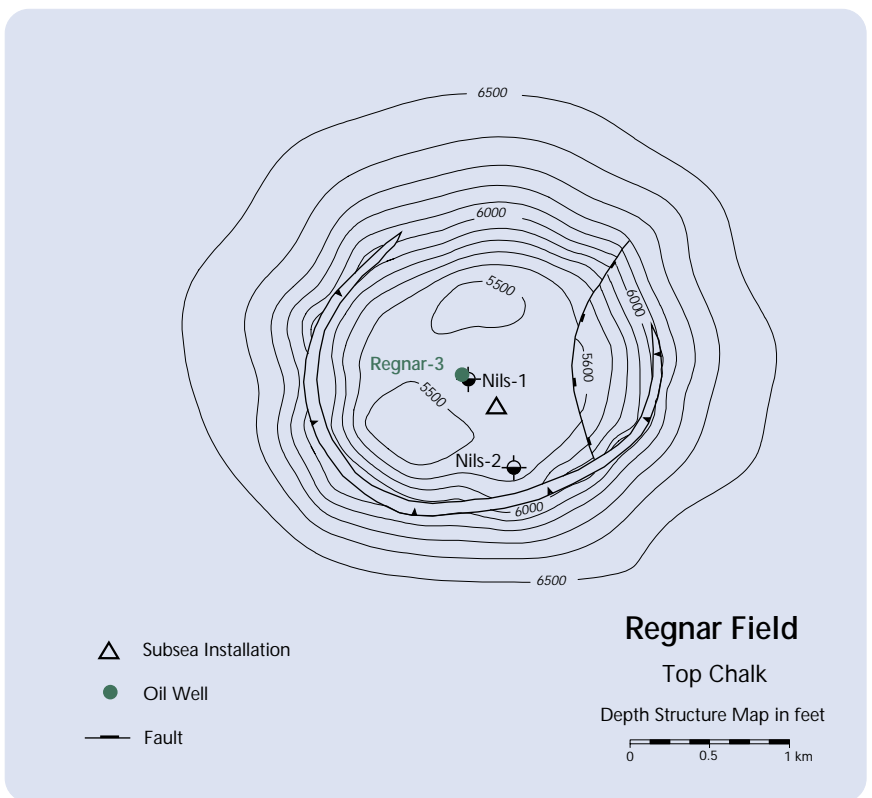 6500
6000
5500
6000
Regnar-3
Nils-1
5600
5500
Nils-2
6000
6500
Regnar Field
Top Chalk
Depth Structure Map in feet
0 0.5 1 km
Subsea Installation
Oil Well
Fault